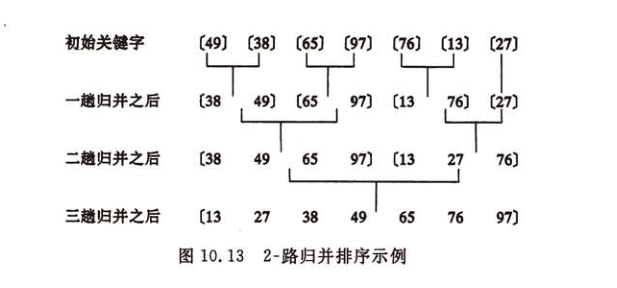 初始关键字 〔49〕 〔38〕 〔65〕 〔97〕 〔76〕 〔13〕 〔27〕
一趟归并之后 〔38 49〕 〔65 97〕 〔13 76〕 〔27〕
二趟归并之后 〔38 49 65 97〕 〔13 27 76〕
三趟归并之后 〔13 27 38 49 65 76 97〕
图 10.13 2-路归并排序示例